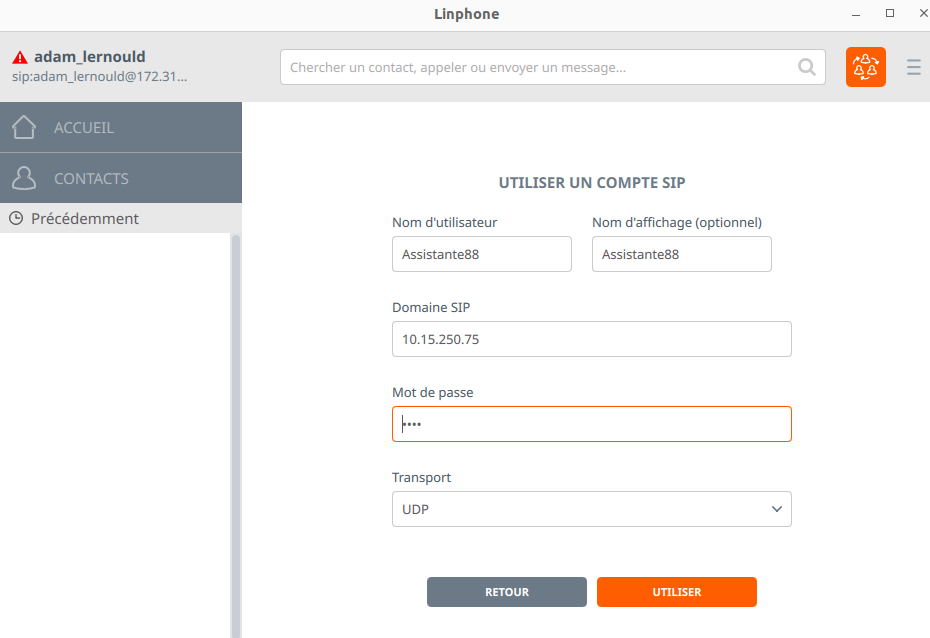 Linphone
adam_lernould
sip:adam_lernould@172.31...
Chercher un contact, appeler ou envoyer un message...
ACCUEIL
CONTACTS
Précédemment
UTILISER UN COMPTE SIP
Nom d'utilisateur
Nom d'affichage (optionnel)
Assistante88
Assistante88
Domaine SIP
10.15.250.75
Mot de passe
••••
Transport
UDP
RETOUR
UTILISER